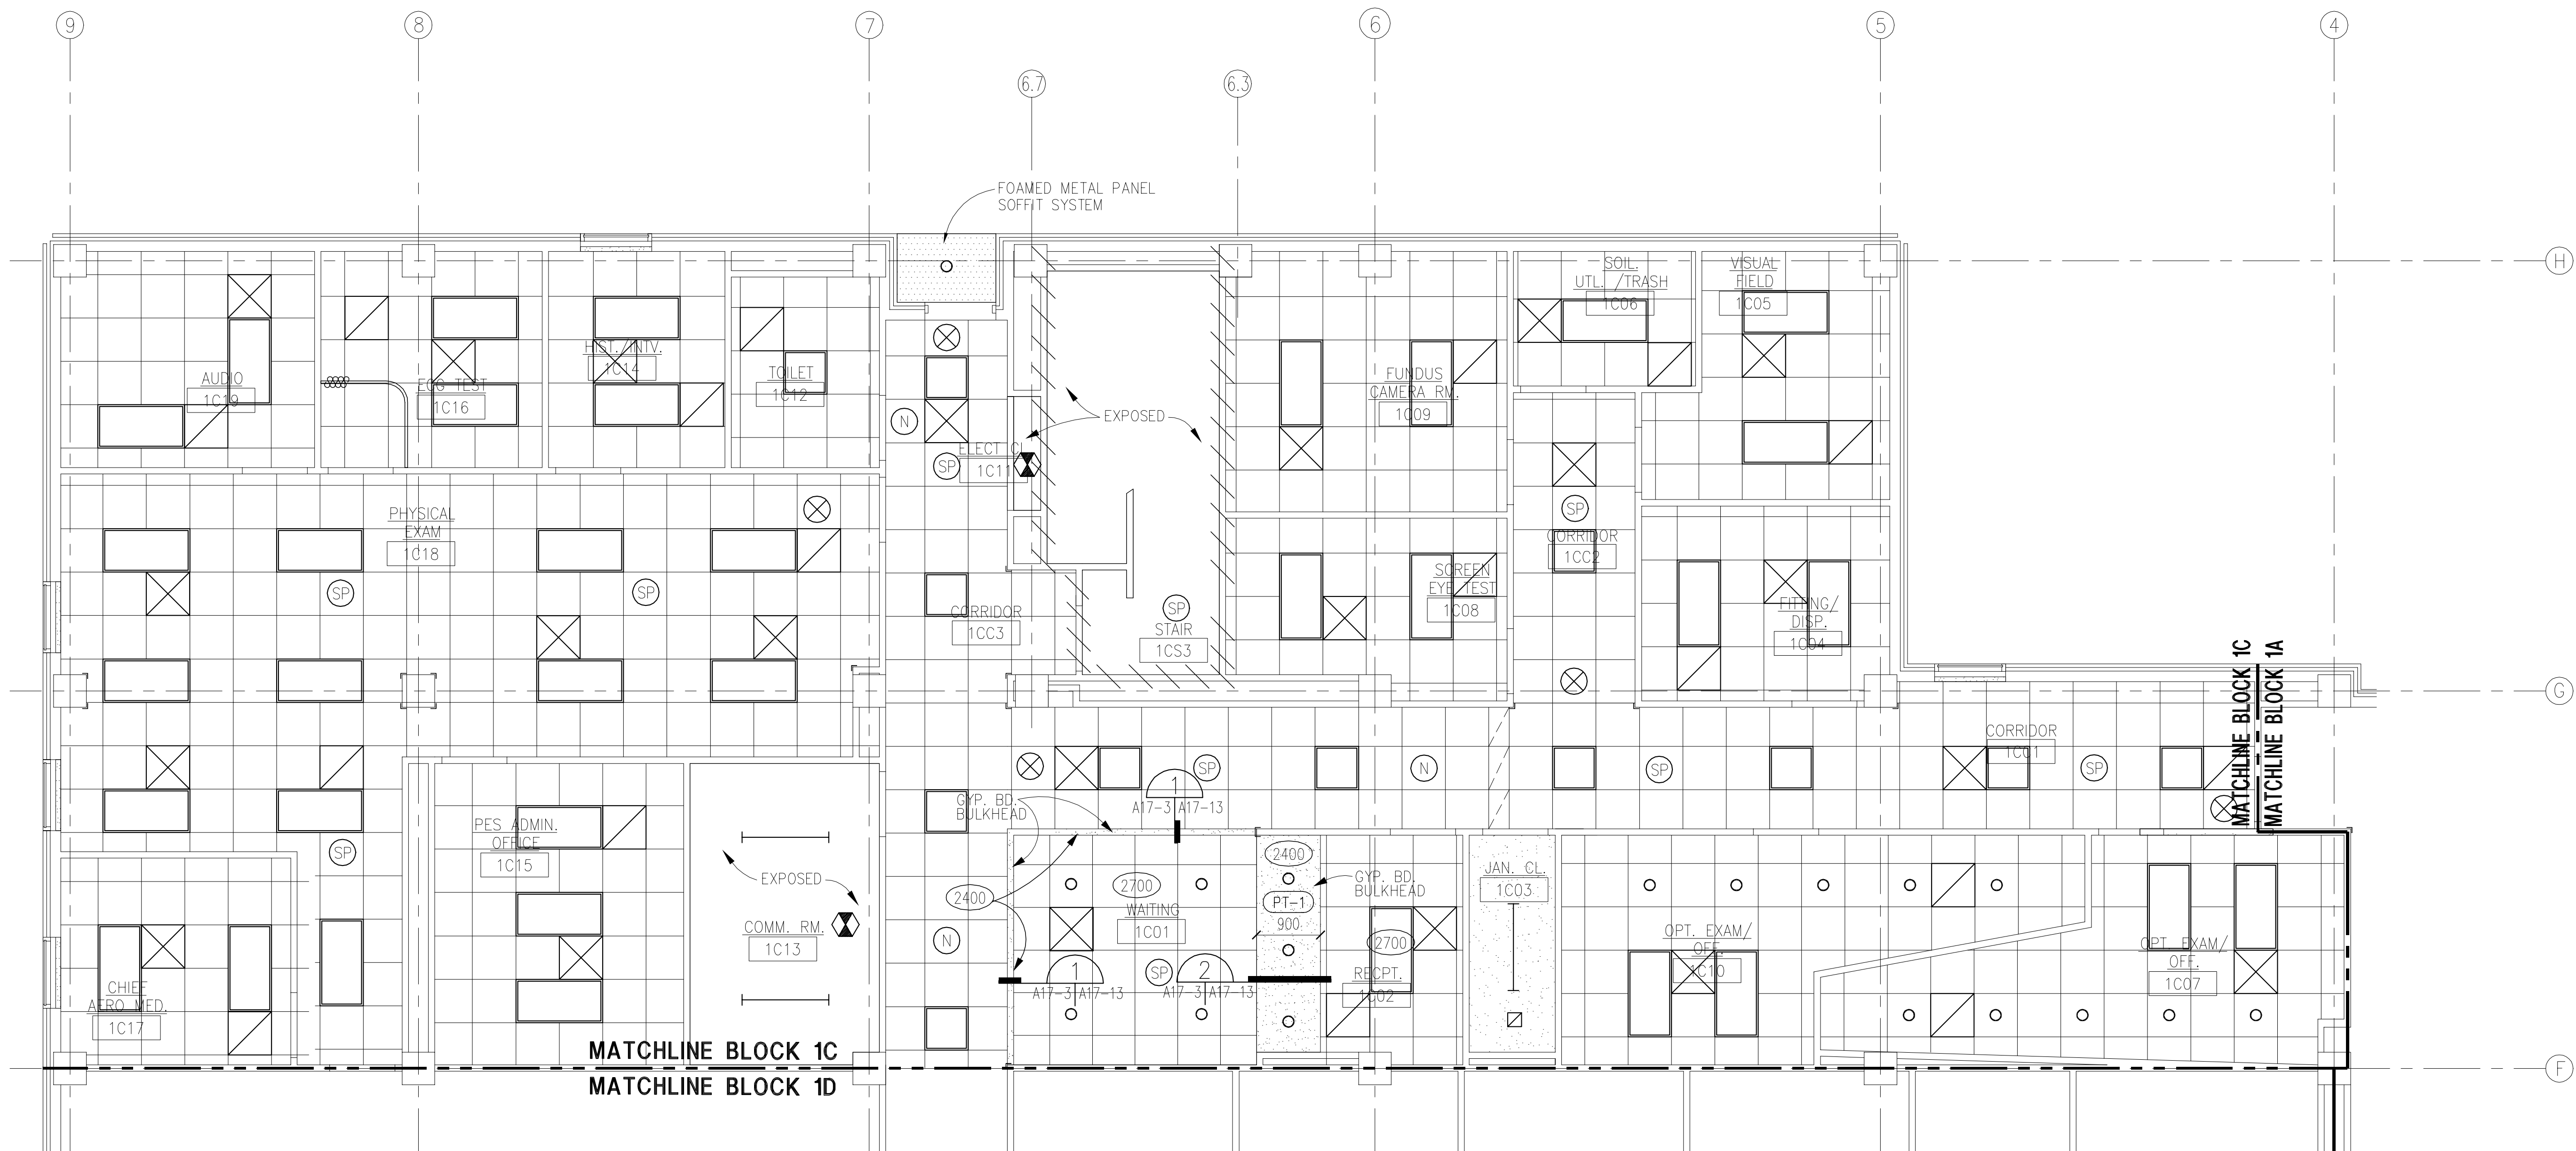 9
8
7
6
5
4
6.7
6.3
FOAMED METAL PANEL
SOFFIT SYSTEM
H
SOIL.
UTL. /TRASH
1C06
VISUAL
FIELD
1C05
AUDIO
1C19
ECG TEST
1C16
HIST./INTV.
1C14
TOILET
1C12
FUNDUS
CAMERA RM.
1C09
EXPOSED
N
SP
ELECT CL
1C11
PHYSICAL
EXAM
1C18
SP
SP
SP
CORRIDOR
1CC2
SCREEN
EYE TEST
1C08
FITTING/
DISP.
1C04
CORRIDOR
1CC3
SP
STAIR
1CS3
MATCHLINE BLOCK 1C
MATCHLINE BLOCK 1A
G
CORRIDOR
1CC1
SP
N
SP
SP
1
A17-3
A17-13
GYP. BD.
BULKHEAD
PES ADMIN.
OFFICE
1C15
SP
EXPOSED
COMM. RM.
1C13
2400
2700
WAITING
1C01
2400
PT-1
900
GYP. BD.
BULKHEAD
JAN. CL.
1C03
N
SP
1
A17-3
A17-13
2
A17-3
A17-13
2700
RECPT.
1C02
OPT. EXAM/
OFF.
1C10
OPT. EXAM/
OFF.
1C07
CHIEF
AERO MED.
1C17
MATCHLINE BLOCK 1C
MATCHLINE BLOCK 1D
F